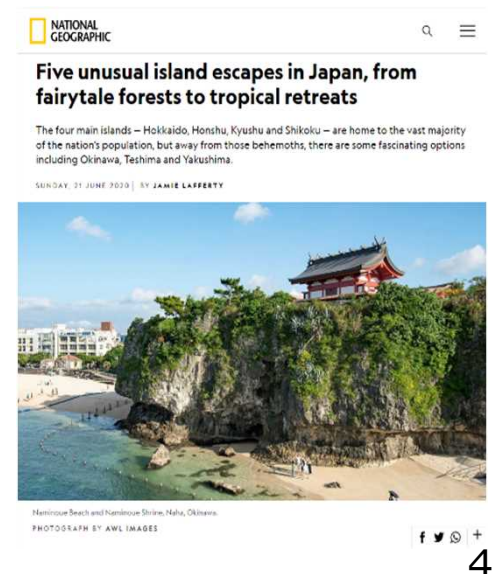 NATIONAL
GEOGRAPHIC
Five unusual island escapes in Japan, from
fairytale forests to tropical retreats
The four main islands – Hokkaido, Honshu, Kyushu and Shikoku – are home to the vast majority
of the nation's population, but away from those behemoths, there are some fascinating options
including Okinawa, Teshima and Yakushima.
SUNDAY, 21 JUNE 2020 | BY JAMIE LAFFERTY
Naminoue Beach and Naminoue Shrine, Naha, Okinawa.
PHOTOGRAPH BY AWL IMAGES
4